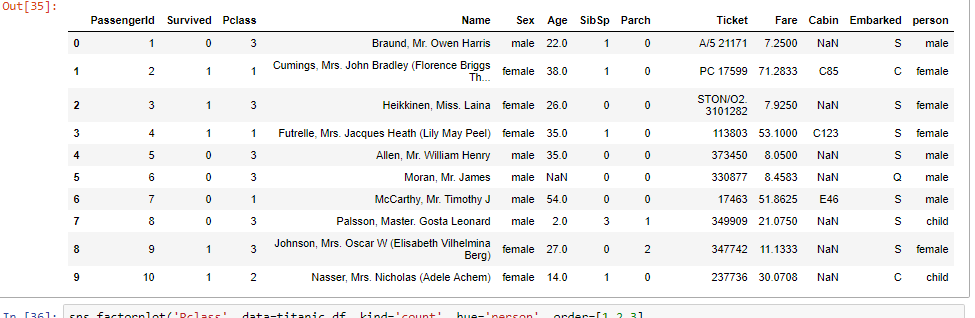 Out[35]:
PassengerId Survived Pclass Name Sex Age SibSp Parch Ticket Fare Cabin Embarked person
0 1 0 3 Braund, Mr. Owen Harris male 22.0 1 0 A/5 21171 7.2500 NaN S male
1 2 1 1 Cumings, Mrs. John Bradley (Florence Briggs Th... female 38.0 1 0 PC 17599 71.2833 C85 C female
2 3 1 3 Heikkinen, Miss. Laina female 26.0 0 0 STON/O2. 3101282 7.9250 NaN S female
3 4 1 1 Futrelle, Mrs. Jacques Heath (Lily May Peel) female 35.0 1 0 113803 53.1000 C123 S female
4 5 0 3 Allen, Mr. William Henry male 35.0 0 0 373450 8.0500 NaN S male
5 6 0 3 Moran, Mr. James male NaN 0 0 330877 8.4583 NaN Q male
6 7 0 1 McCarthy, Mr. Timothy J male 54.0 0 0 17463 51.8625 E46 S male
7 8 0 3 Palsson, Master. Gosta Leonard male 2.0 3 1 349909 21.0750 NaN S child
8 9 1 3 Johnson, Mrs. Oscar W (Elisabeth Vilhelmina Berg) female 27.0 0 2 347742 11.1333 NaN S female
9 10 1 2 Nasser, Mrs. Nicholas (Adele Achem) female 14.0 1 0 237736 30.0708 NaN C child
In [36]: sns.factorplot('Pclass', data=titanic_df, kind='count', hue='person', order=[1,2,3]